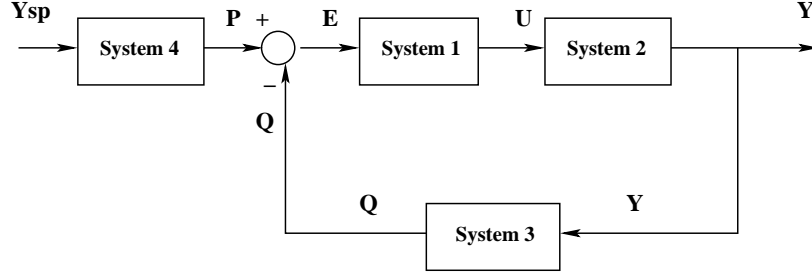 Ysp
P
+
E
U
Y
System 4
System 1
System 2
−
Q
Q
Y
System 3